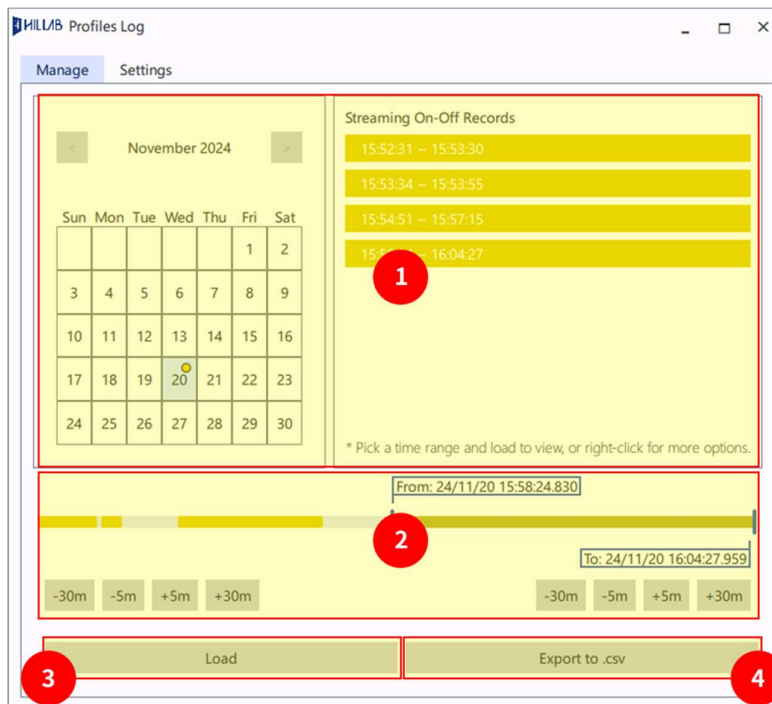 HILLAB Profiles Log
Manage Settings
< November 2024 >
Sun Mon Tue Wed Thu Fri Sat
1 2
3 4 5 6 7 8 9
10 11 12 13 14 15 16
17 18 19 20 21 22 23
24 25 26 27 28 29 30
Streaming On-Off Records
15:52:31 ~ 15:53:30
15:53:34 ~ 15:53:55
15:54:51 ~ 15:57:15
~ 16:04:27
1
* Pick a time range and load to view, or right-click for more options.
From: 24/11/20 15:58:24.830
2
To: 24/11/20 16:04:27.959
-30m -5m +5m +30m -30m -5m +5m +30m
Load Export to .csv
3 4